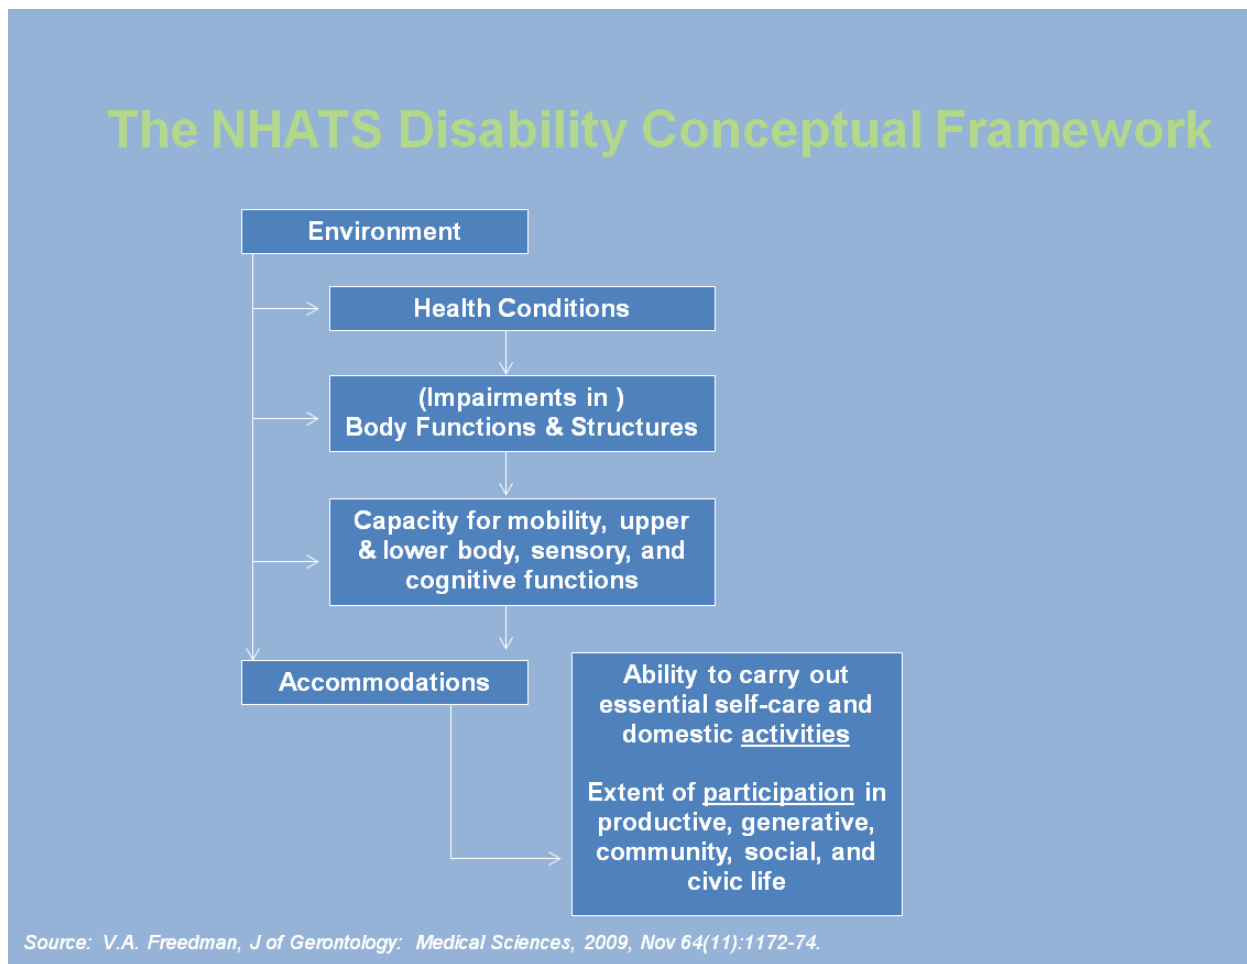 The NHATS Disability Conceptual Framework
Environment
Health Conditions
(Impairments in )
Body Functions & Structures
Capacity for mobility, upper
& lower body, sensory, and
cognitive functions
Accommodations
Ability to carry out
essential self-care and
domestic activities
Extent of participation in
productive, generative,
community, social, and
civic life
Source:  V.A. Freedman, J of Gerontology:  Medical Sciences, 2009, Nov 64(11):1172-74.